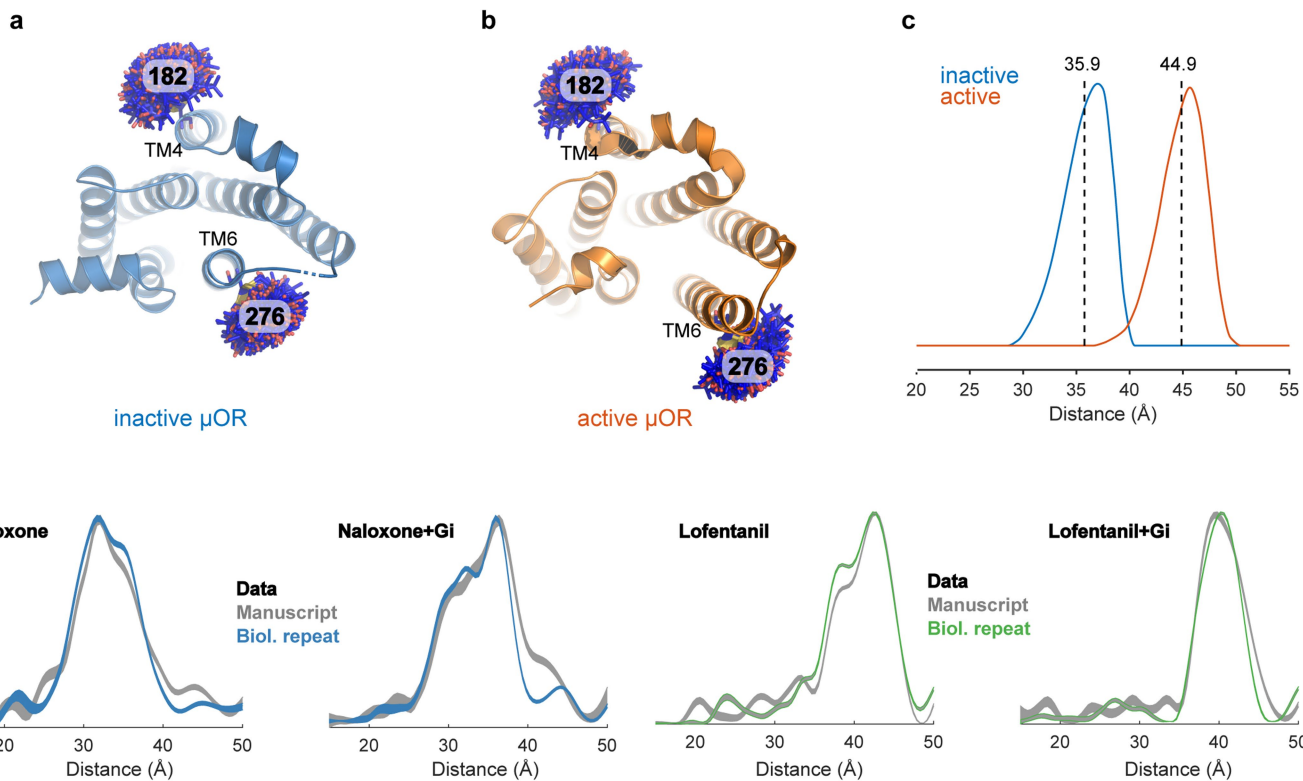 a
182
TM4
TM6
276
inactive µOR
b
182
TM4
TM6
276
active µOR
c
inactive
active
35.9
44.9
20 25 30 35 40 45 50 55
Distance (Å)
oxone
20 30 40 50
Distance (Å)
Data
Manuscript
Biol. repeat
Naloxone+Gi
20 30 40 50
Distance (Å)
Lofentanil
20 30 40 50
Distance (Å)
Data
Manuscript
Biol. repeat
Lofentanil+Gi
20 30 40 50
Distance (Å)